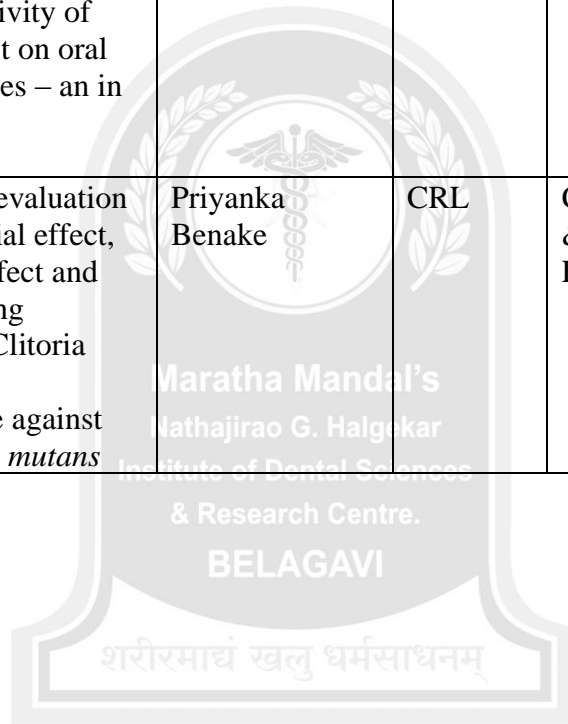 ivity of
t on oral
es – an in
evaluation
ial effect,
fect and
ng
Clitoria
e against
mutans
Priyanka
Benake
CRL
Maratha Mandal's
Nathajirao G. Halgekar
Institute of Dental Sciences
& Research Centre.
BELAGAVI
शरीरमाद्यं खलु धर्मसाधनम्